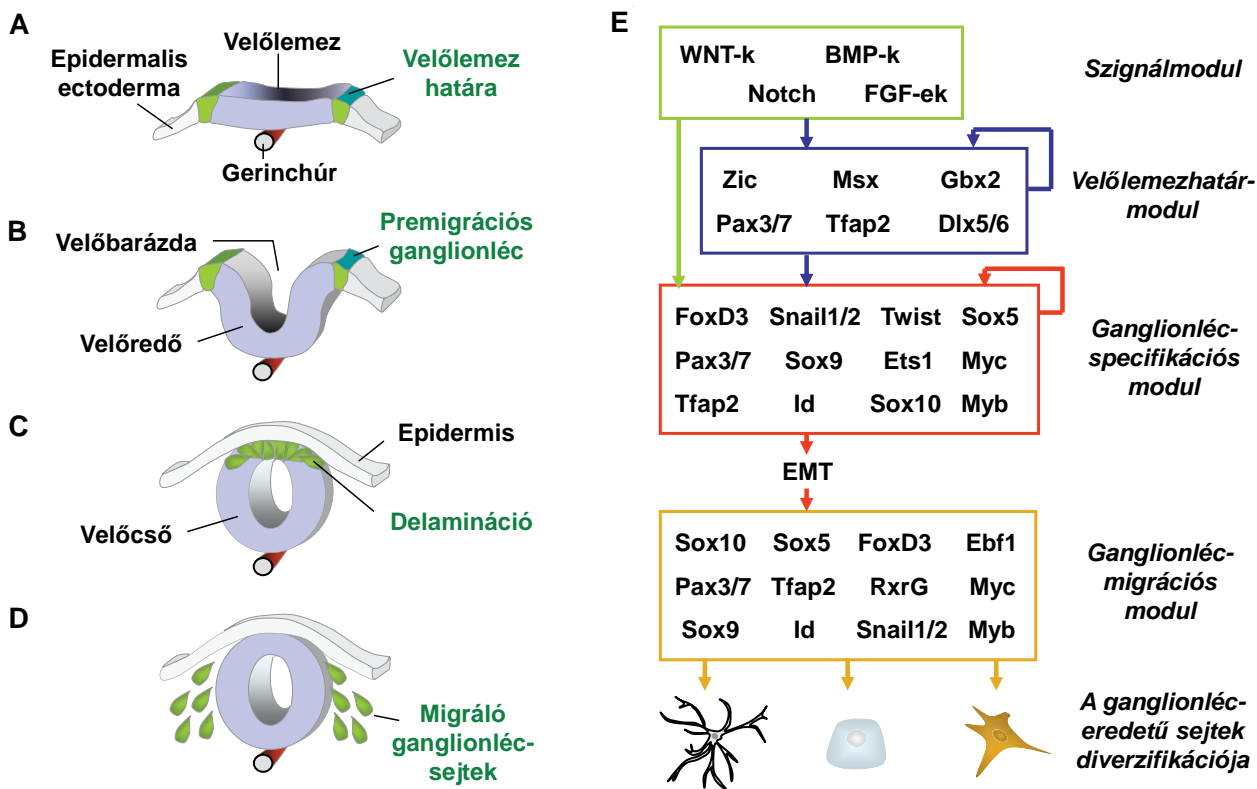 A
Velőlemez
Epidermalis
ectoderma
Velőlemez
határa
Gerinchúr
B
Velőbarázda
Premigrációs
ganglionléc
Velőredő
C
Epidermis
Velőcső
Delamináció
D
Migráló
ganglionléc-
sejtek
E
WNT-k BMP-k
Notch FGF-ek
Szignálmodul
Zic Msx Gbx2
Pax3/7 Tfap2 Dlx5/6
Velőlemezhatár-
modul
FoxD3 Snail1/2 Twist Sox5
Pax3/7 Sox9 Ets1 Myc
Tfap2 Id Sox10 Myb
Ganglionléc-
specifikációs
modul
EMT
Sox10 Sox5 FoxD3 Ebf1
Pax3/7 Tfap2 RxrG Myc
Sox9 Id Snail1/2 Myb
Ganglionléc-
migrációs
modul
A ganglionléc-
eredetű sejtek
diverzifikációja